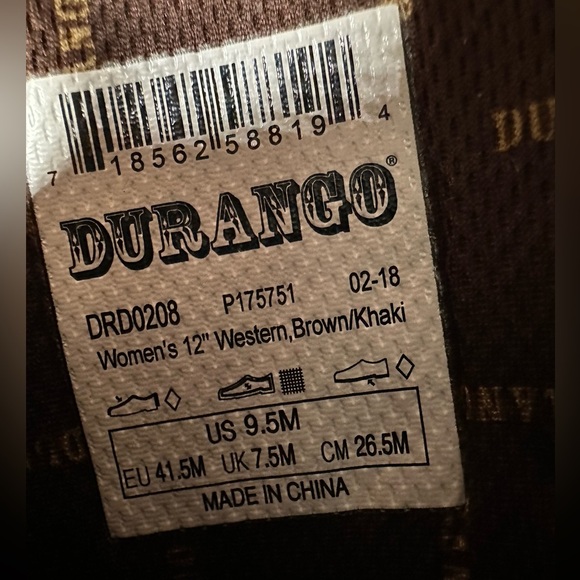 7 18562 58819 4
DURANGO®
DRD0208 P175751 02-18
Women's 12" Western,Brown/Khaki
US 9.5M
EU 41.5M UK 7.5M CM 26.5M
MADE IN CHINA